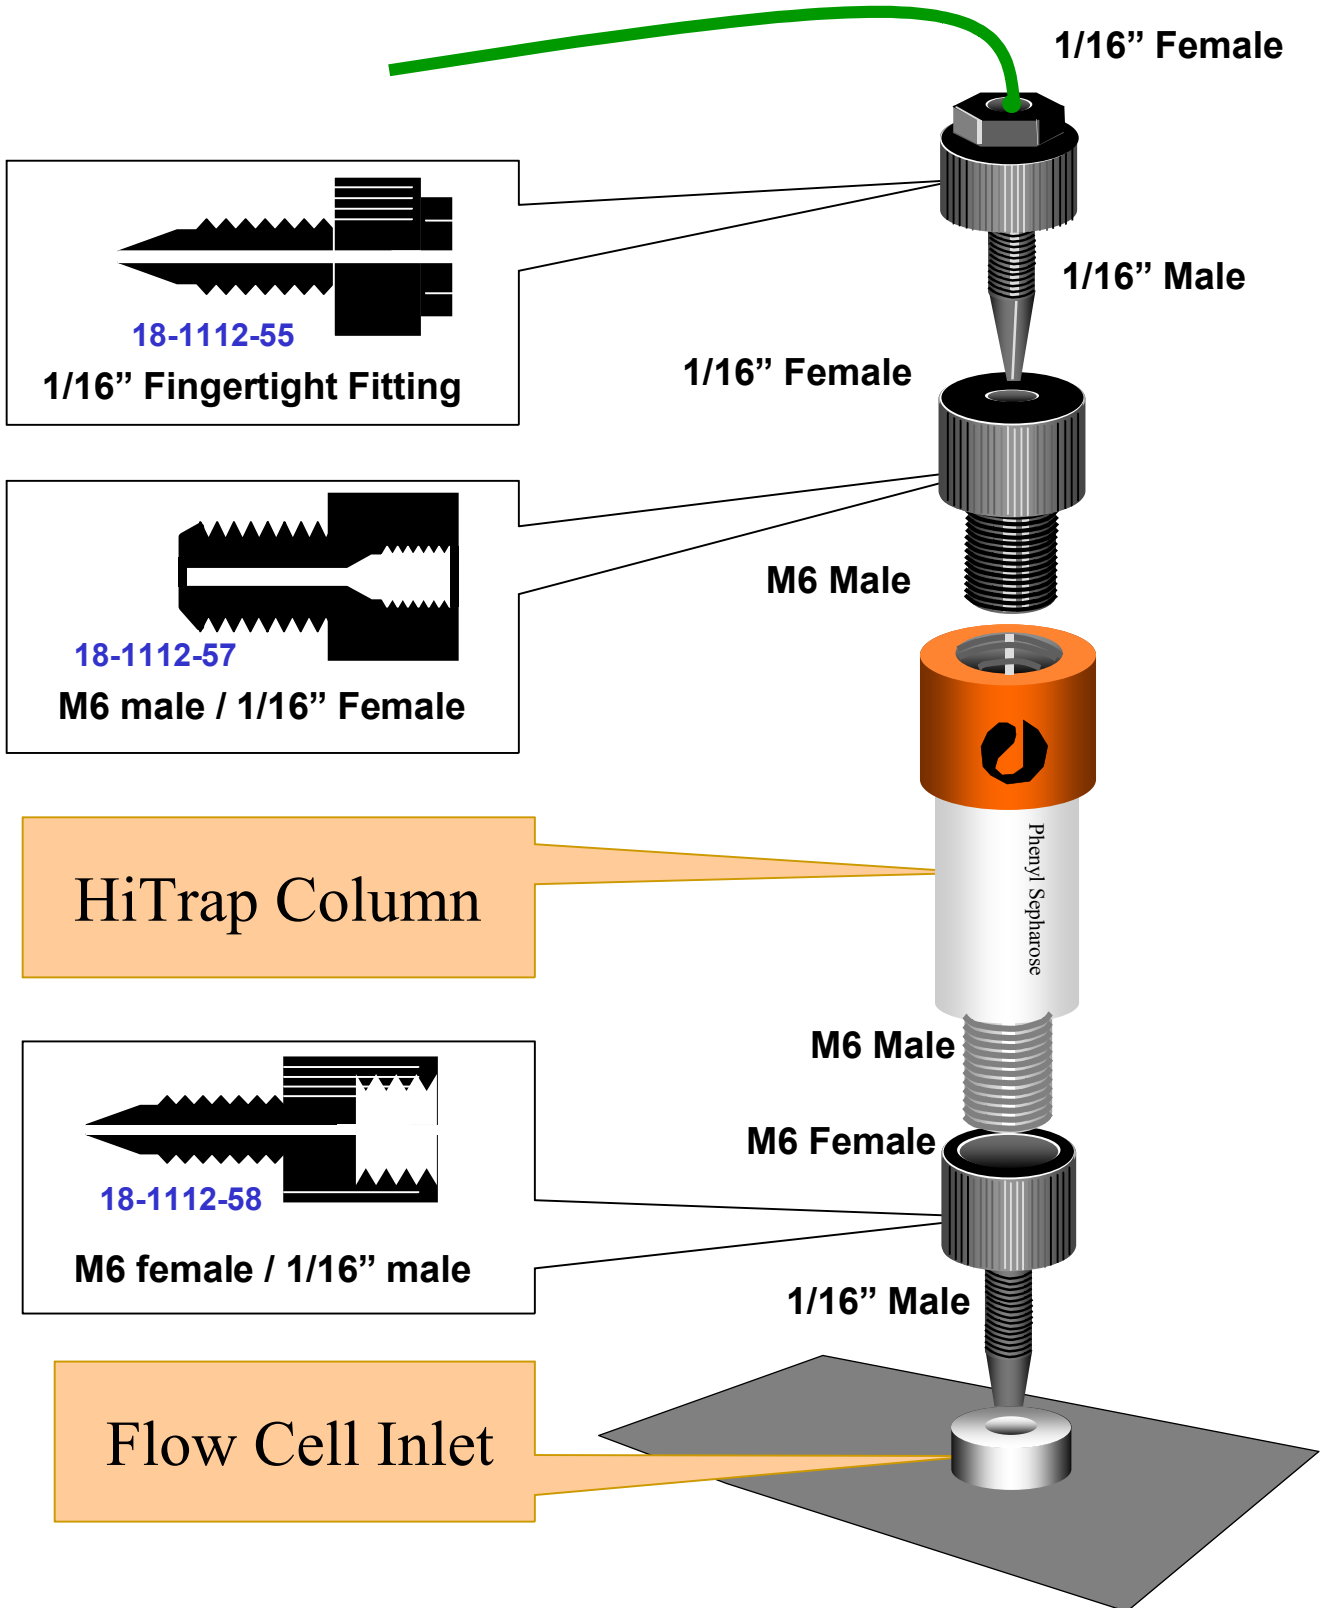 1/16” Female
18-1112-55
1/16” Fingertight Fitting
1/16” Male
1/16” Female
18-1112-57
M6 male / 1/16” Female
M6 Male
HiTrap Column
Phenyl Sepharose
M6 Male
M6 Female
18-1112-58
M6 female / 1/16” male
1/16” Male
Flow Cell Inlet